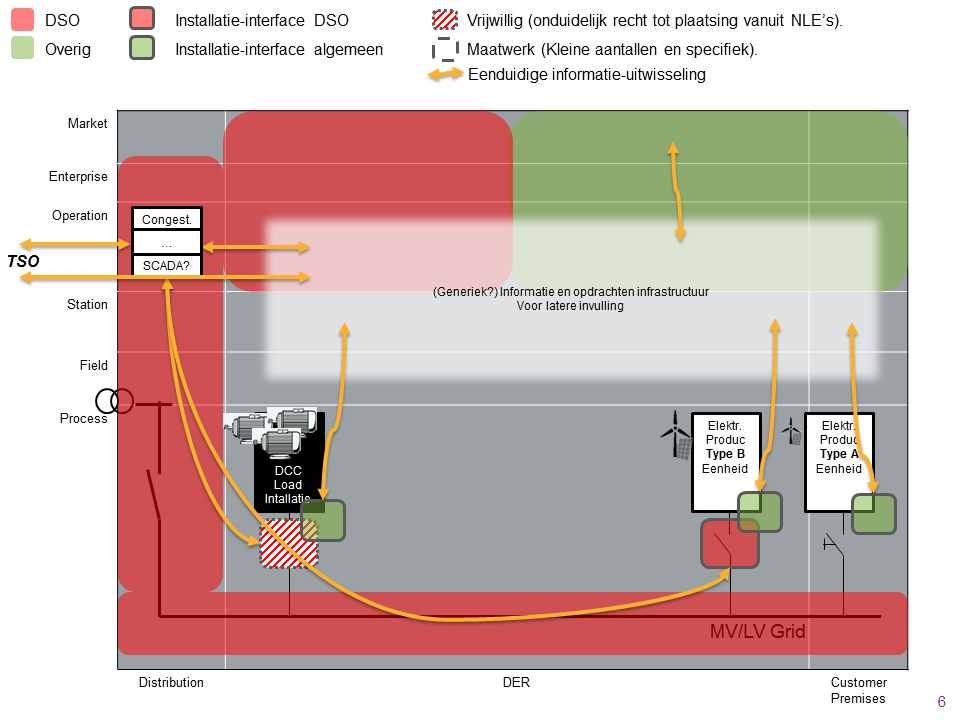 DSO
Installatie-interface DSO
Vrijwillig (onduidelijk recht tot plaatsing vanuit NLE's).
Overig
Installatie-interface algemeen
Maatwerk (Kleine aantallen en specifiek).
Eenduidige informatie-uitwisseling
Market
Enterprise
Operation
Congest.
...
TSO
SCADA?
(Generiek?) Informatie en opdrachten infrastructuur
Voor latere invulling
Station
Field
Process
DCC
Load
Intallatie
Elektr.
Produc
Type B
Eenheid
Elektr.
Produc
Type A
Eenheid
MV/LV Grid
Distribution
DER
Customer
Premises
6